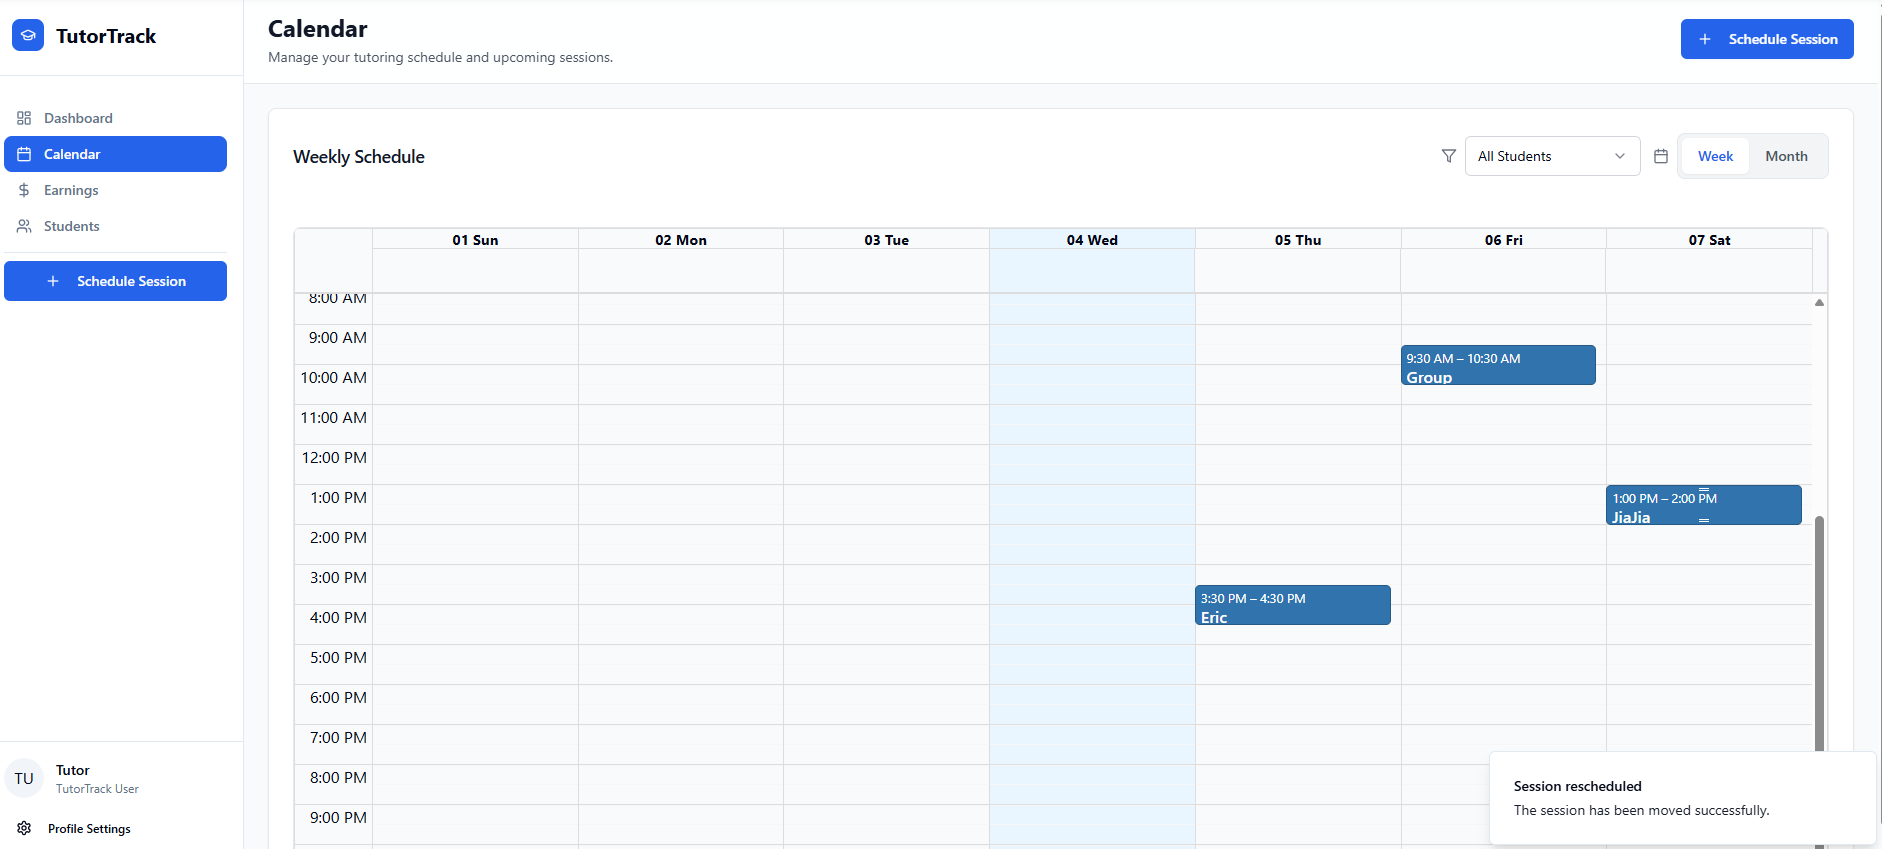 TutorTrack
Dashboard
Calendar
Earnings
Students
Schedule Session
TU
Tutor
TutorTrack User
Profile Settings
Calendar
Manage your tutoring schedule and upcoming sessions.
Schedule Session
Weekly Schedule
All Students
Week
Month
01 Sun
02 Mon
03 Tue
04 Wed
05 Thu
06 Fri
07 Sat
8:00 AM
9:00 AM
10:00 AM
11:00 AM
12:00 PM
1:00 PM
2:00 PM
3:00 PM
4:00 PM
5:00 PM
6:00 PM
7:00 PM
8:00 PM
9:00 PM
3:30 PM – 4:30 PM
Eric
9:30 AM – 10:30 AM
Group
1:00 PM – 2:00 PM
JiaJia
Session rescheduled
The session has been moved successfully.